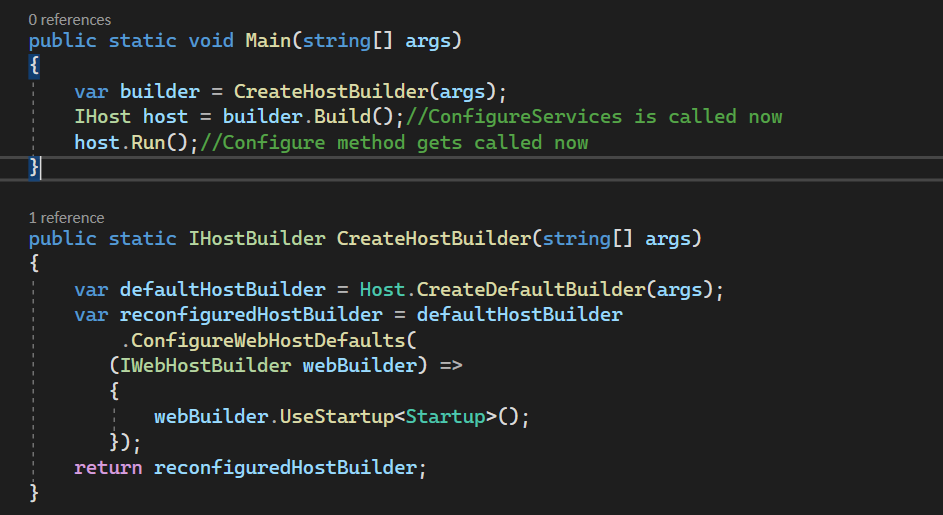 0 references
public static void Main(string[] args)
{
var builder = CreateHostBuilder(args);
IHost host = builder.Build();//ConfigureServices is called now
host.Run();//Configure method gets called now
}
1 reference
public static IHostBuilder CreateHostBuilder(string[] args)
{
var defaultHostBuilder = Host.CreateDefaultBuilder(args);
var reconfiguredHostBuilder = defaultHostBuilder
.ConfigureWebHostDefaults(
(IWebHostBuilder webBuilder) =>
{
webBuilder.UseStartup<Startup>();
});
return reconfiguredHostBuilder;
}